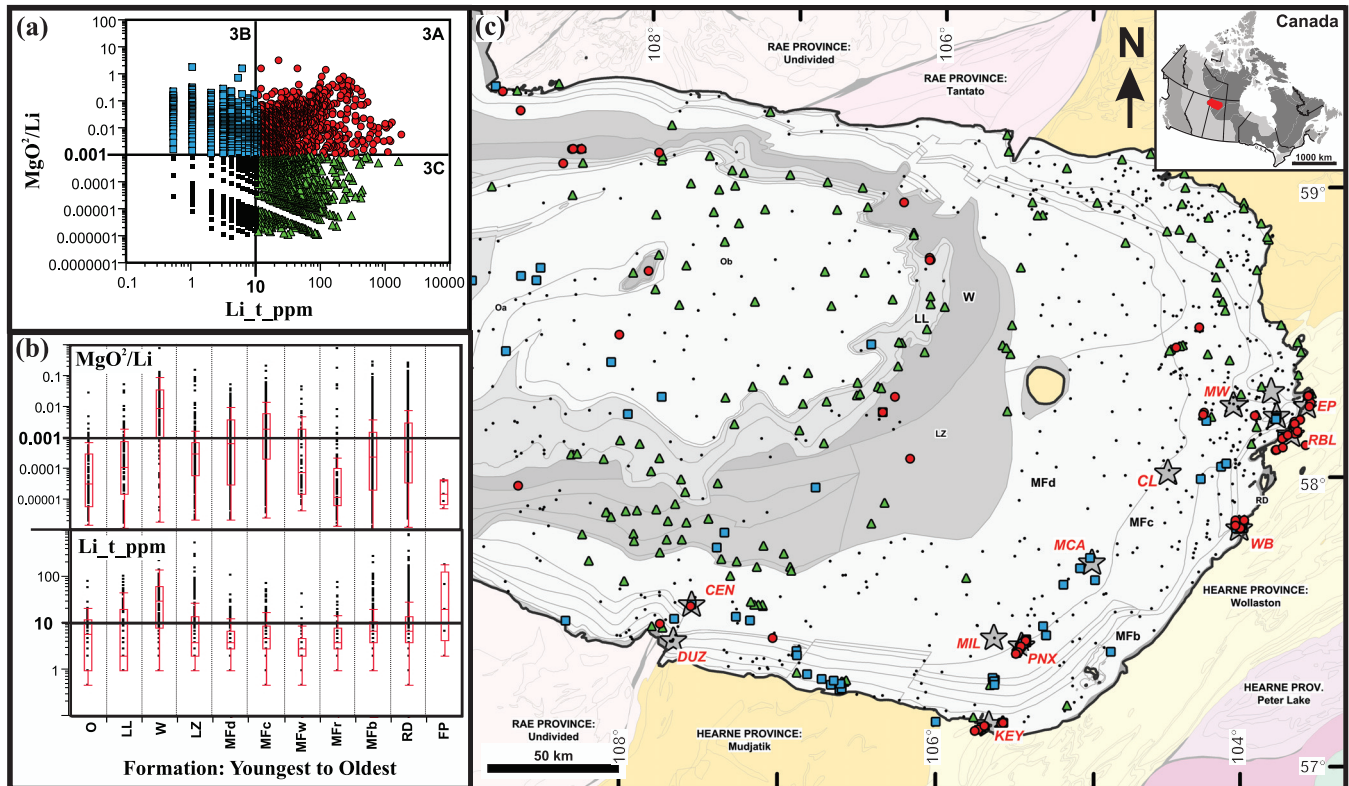 (a)
3B
3A
3C
100
10
1
0.1
0.01
0.001
0.0001
0.00001
0.000001
0.0000001
MgO²/Li
0.1
1
10
100
1000
10000
Li_t_ppm
(b)
MgO²/Li
0.1
0.01
0.001
0.0001
0.00001
Li_t_ppm
100
10
1
O
LL
W
LZ
MFd
MFc
MFw
MFr
MFb
RD
FP
Formation: Youngest to Oldest
(c)
108°
106°
RAE PROVINCE:
Undivided
RAE PROVINCE:
Tantato
N
Canada
1000 km
59°
Ob
Oa
W
LL
LZ
MFd
MW
EP
RBL
58°
CL
RD
MFc
WB
MCA
HEARNE PROVINCE:
Wollaston
CEN
DUZ
MIL
PNX
MFb
HEARNE PROV.
Peter Lake
KEY
RAE PROVINCE:
Undivided
HEARNE PROVINCE:
Mudjatik
50 km
108°
106°
104°
57°